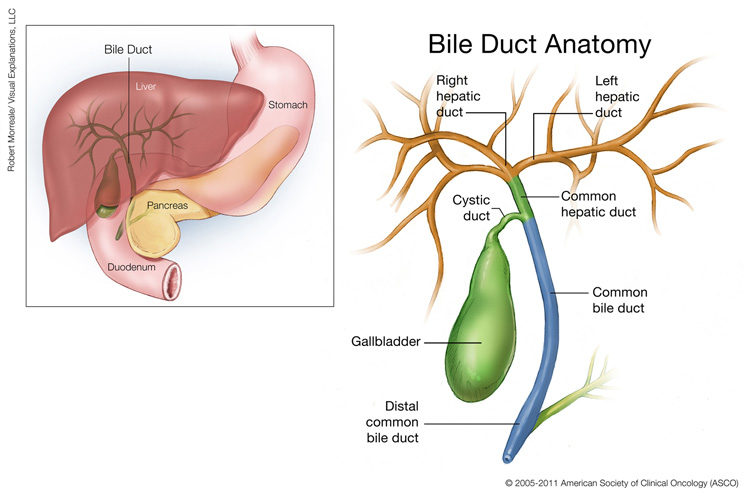 Robert Morreale/ Visual Explanations, LLC
Bile Duct
Liver
Stomach
Pancreas
Duodenum
Bile Duct Anatomy
Right
hepatic
duct
Left
hepatic
duct
Cystic
duct
Common
hepatic duct
Common
bile duct
Gallbladder
Distal
common
bile duct
© 2005-2011 American Society of Clinical Oncology (ASCO)